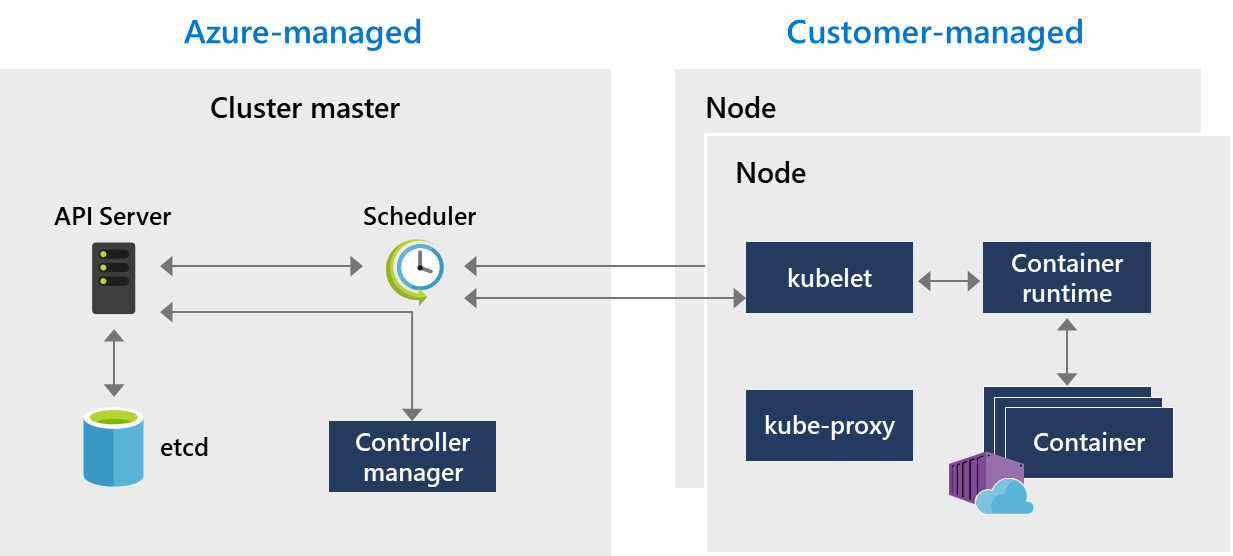 Azure-managed
Customer-managed
Cluster master
Node
Node
API Server
Scheduler
kubelet
Container
runtime
etcd
Controller
manager
kube-proxy
Container